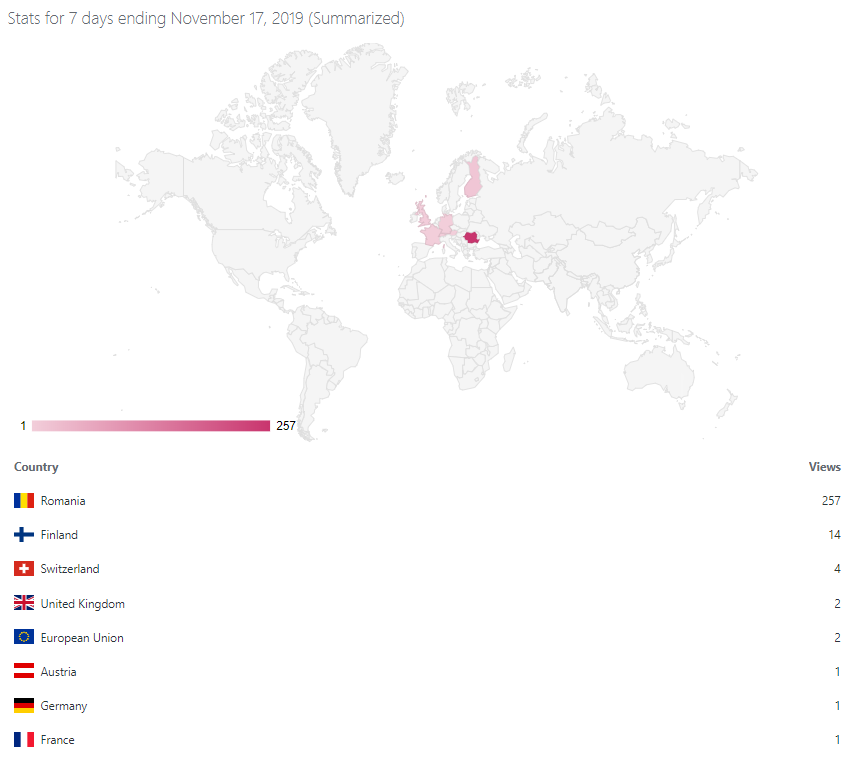 Stats for 7 days ending November 17, 2019 (Summarized)
1 257
Country Views
Romania 257
Finland 14
Switzerland 4
United Kingdom 2
European Union 2
Austria 1
Germany 1
France 1